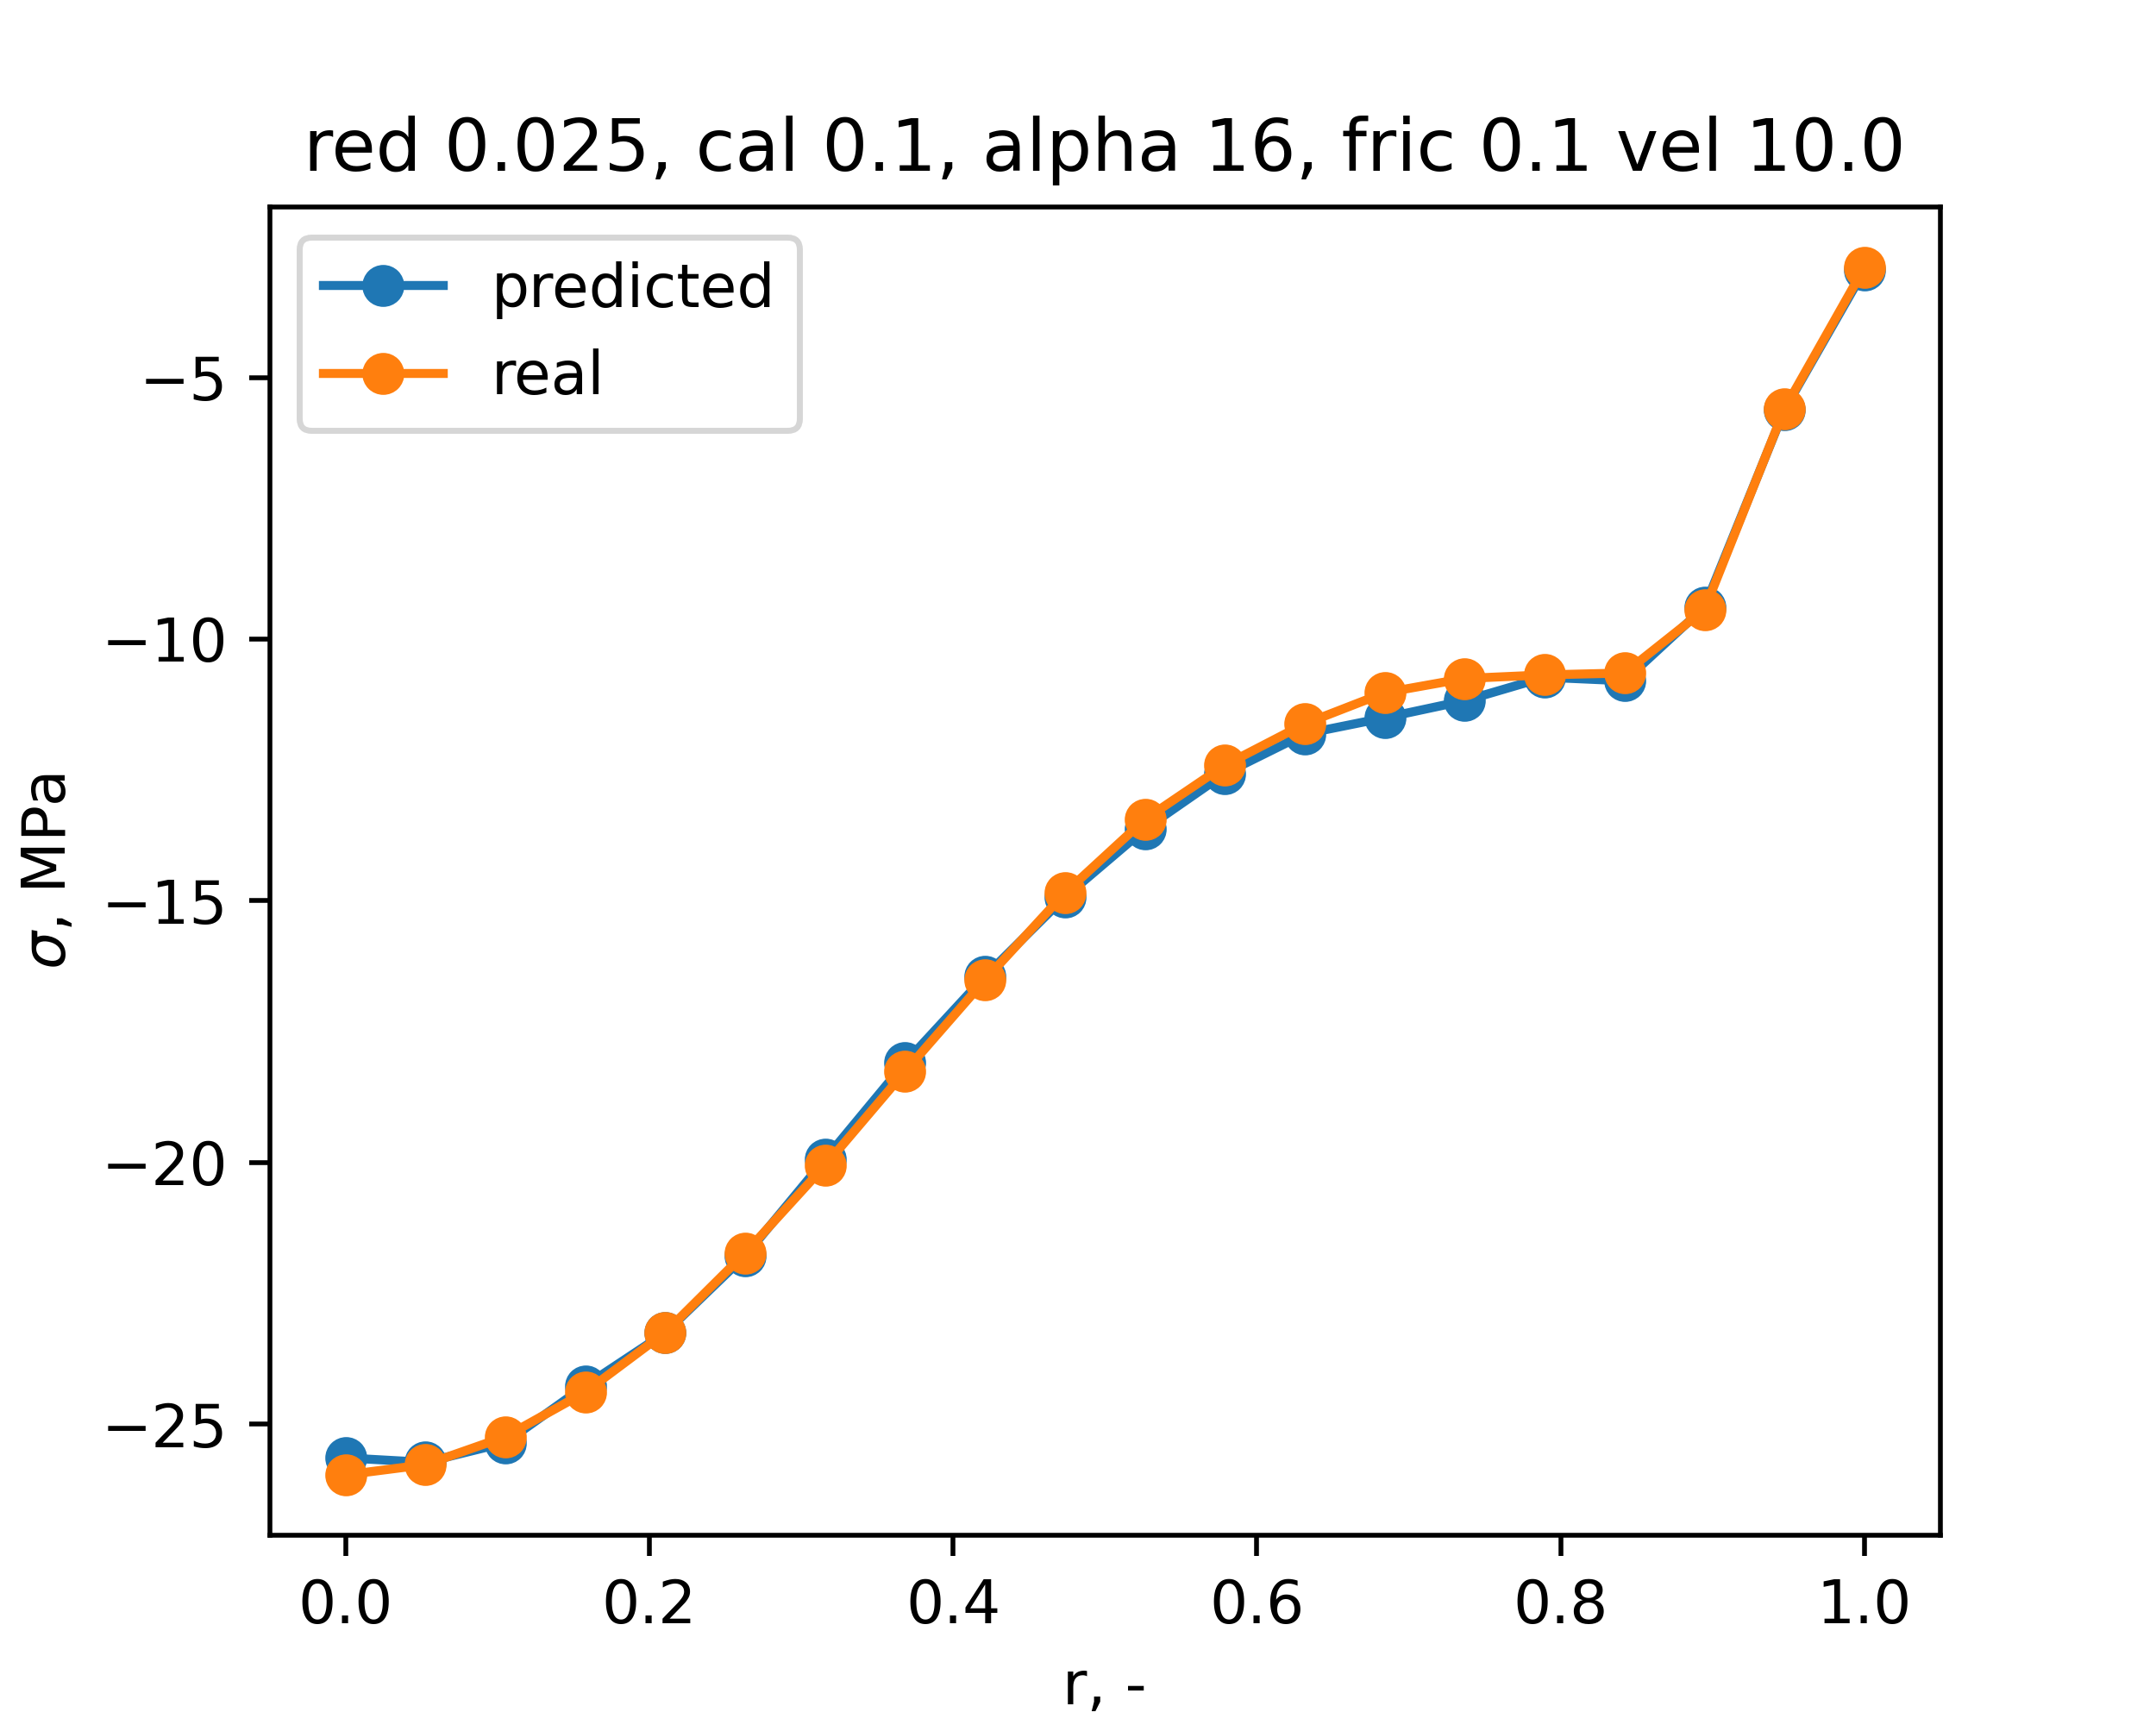 red 0.025, cal 0.1, alpha 16, fric 0.1 vel 10.0
predicted
real
−5
−10
−15
−20
−25
σ, MPa
0.0 0.2 0.4 0.6 0.8 1.0
r, -